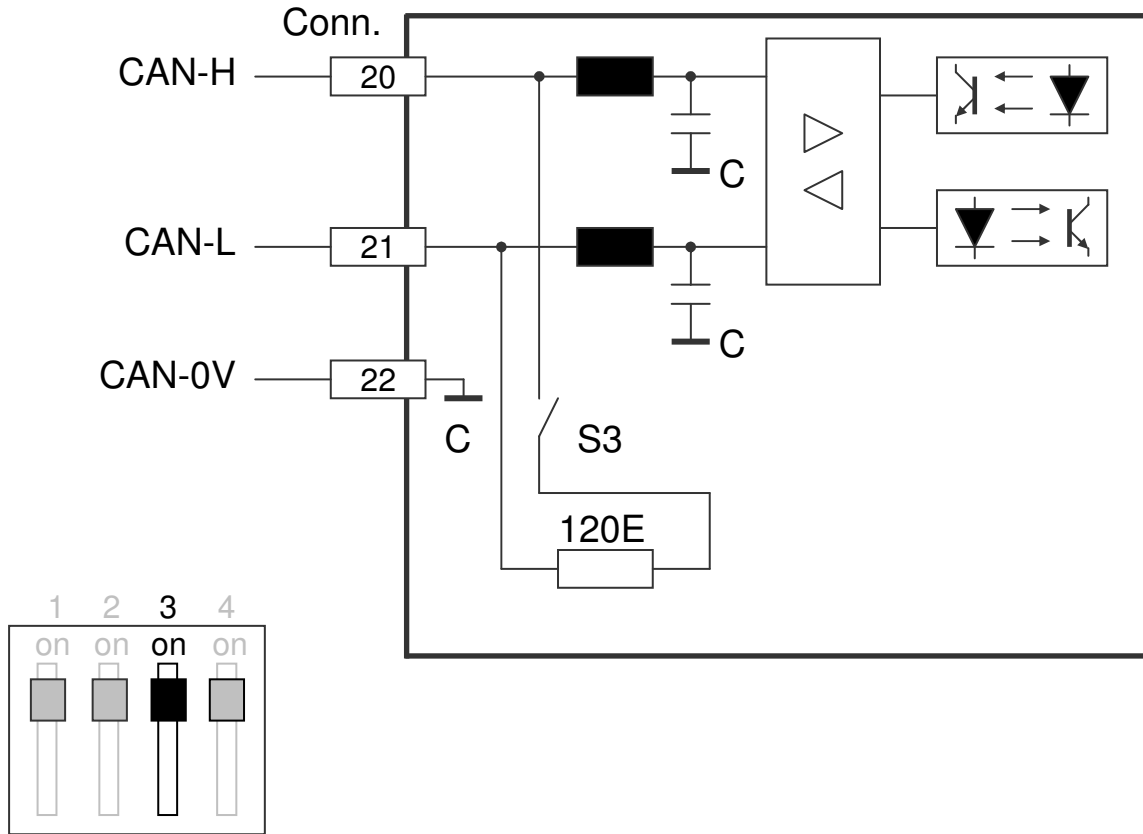 Conn.
CAN-H 20
C
CAN-L 21
C
CAN-0V 22
C
S3
120E
1 2 3 4
on on on on